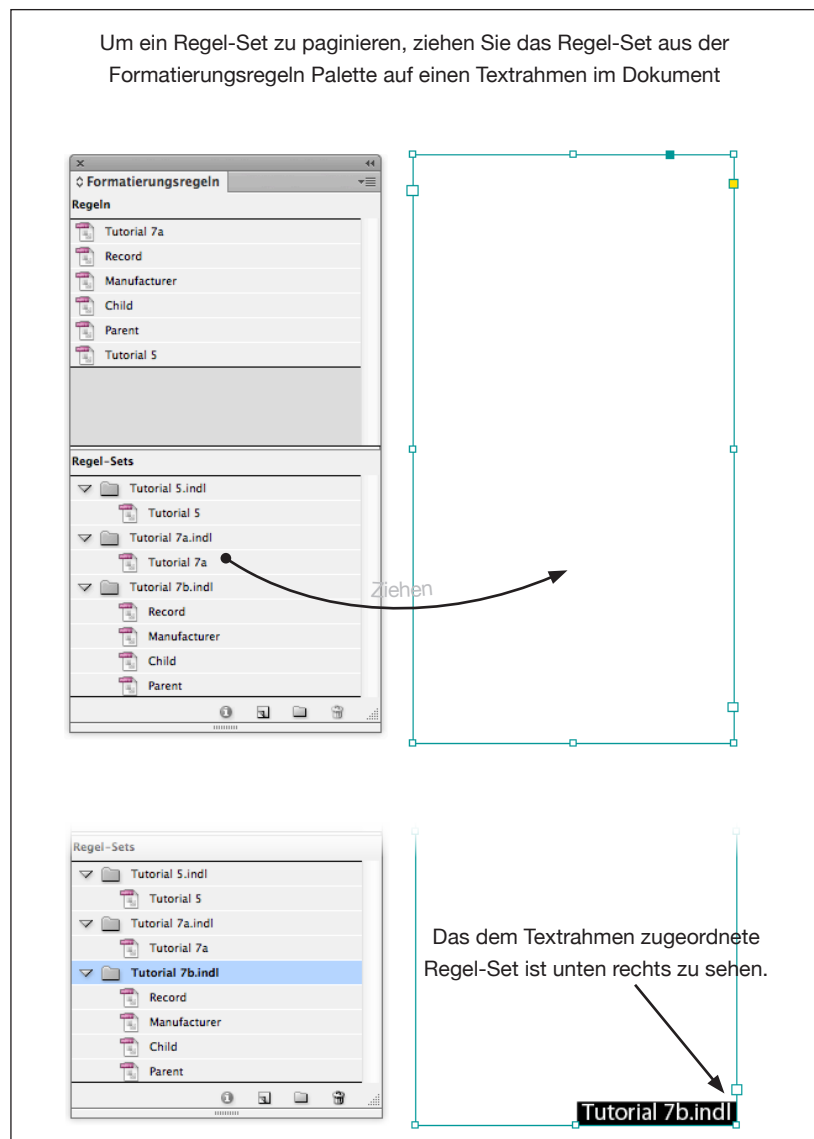 Um ein Regel-Set zu paginieren, ziehen Sie das Regel-Set aus der
Formatierungsregeln Palette auf einen Textrahmen im Dokument
Formatierungsregeln
Regeln
Tutorial 7a
Record
Manufacturer
Child
Parent
Tutorial 5
Regel-Sets
Tutorial 5.indl
Tutorial 5
Tutorial 7a.indl
Tutorial 7a
Tutorial 7b.indl
Record
Manufacturer
Child
Parent
Ziehen
Regel-Sets
Tutorial 5.indl
Tutorial 5
Tutorial 7a.indl
Tutorial 7a
Tutorial 7b.indl
Record
Manufacturer
Child
Parent
Das dem Textrahmen zugeordnete
Regel-Set ist unten rechts zu sehen.
Tutorial 7b.indl